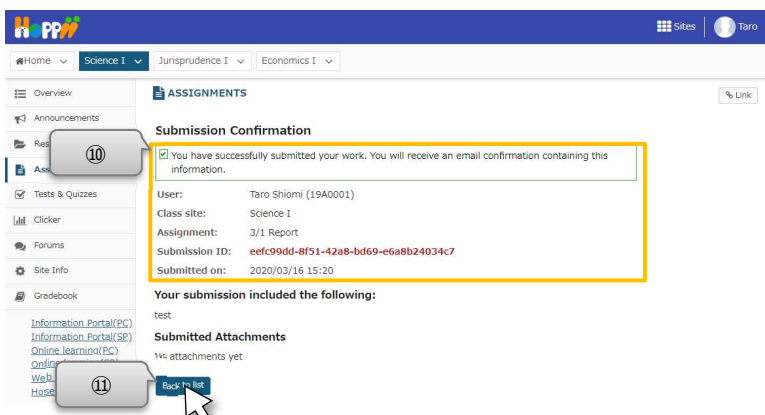 Hoppii
Sites
Taro
Home
Science I
Jurisprudence I
Economics I
Overview
ASSIGNMENTS
Link
Announcements
Submission Confirmation
Res
⑩
You have successfully submitted your work. You will receive an email confirmation containing this
information.
Ass
Tests & Quizzes
User: Taro Shiomi (19A0001)
Class site: Science I
Clicker
Assignment: 3/1 Report
Forums
Submission ID: eefc99dd-8f51-42a8-bd69-e6a8b24034c7
Site Info
Submitted on: 2020/03/16 15:20
Gradebook
Your submission included the following:
test
Information Portal(PC)
Information Portal(SP)
Submitted Attachments
Online learning(PC)
No attachments yet
Web
Hose
⑪
Back to list